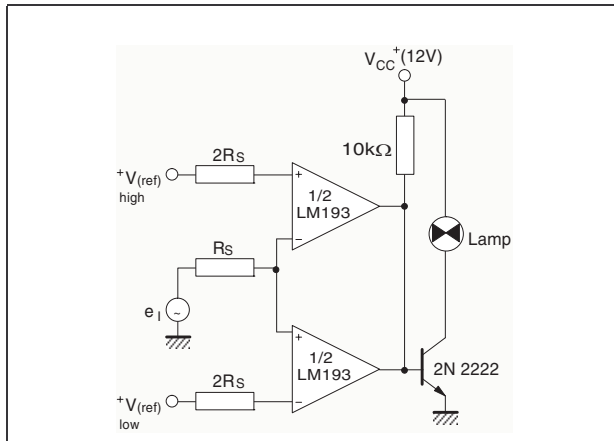 VCC +(12V)
2RS
10kΩ
+V(ref)
high
1/2
LM193
+
−
RS
Lamp
eI
~
+
−
1/2
LM193
2N 2222
2RS
+V(ref)
low